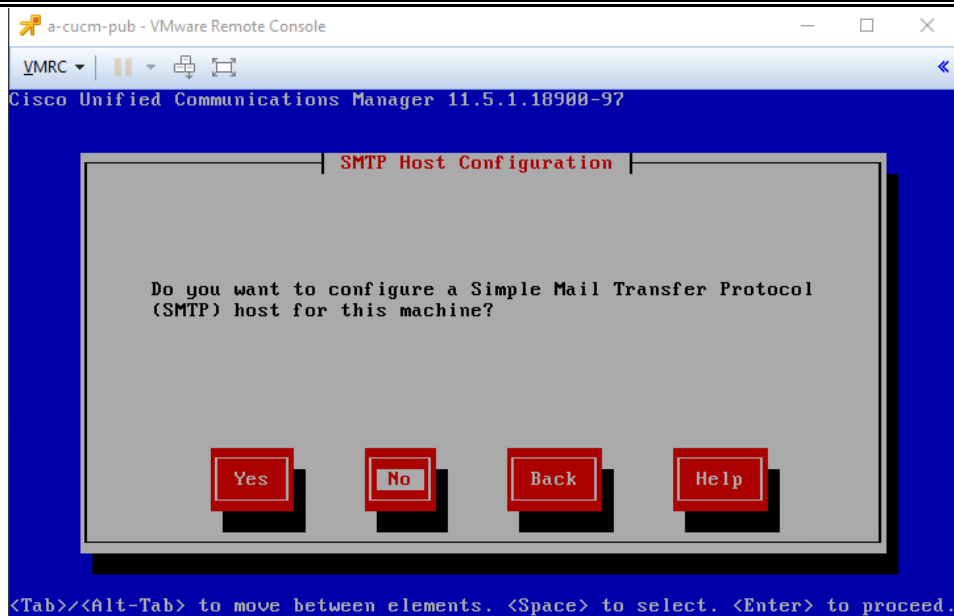 a-cucm-pub - VMware Remote Console
VMRC
Cisco Unified Communications Manager 11.5.1.18900-97
SMTP Host Configuration
Do you want to configure a Simple Mail Transfer Protocol
(SMTP) host for this machine?
Yes No Back Help
<Tab>/<Alt-Tab> to move between elements. <Space> to select. <Enter> to proceed.